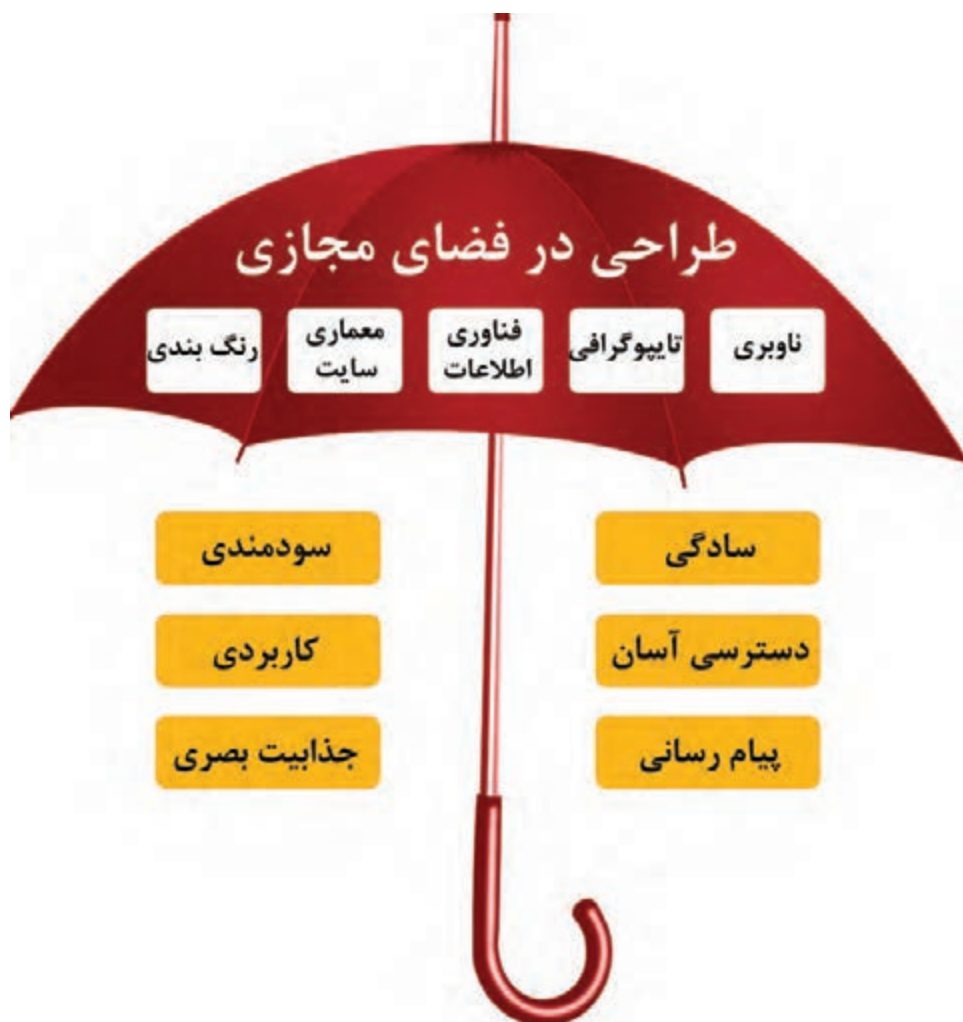 طراحی در فضای مجازی
ناوبری
تایپوگرافی
فناوری
اطلاعات
معماری
سایت
رنگ بندی
سادگی
سودمندی
دسترسی آسان
کاربردی
پیام رسانی
جذابیت بصری